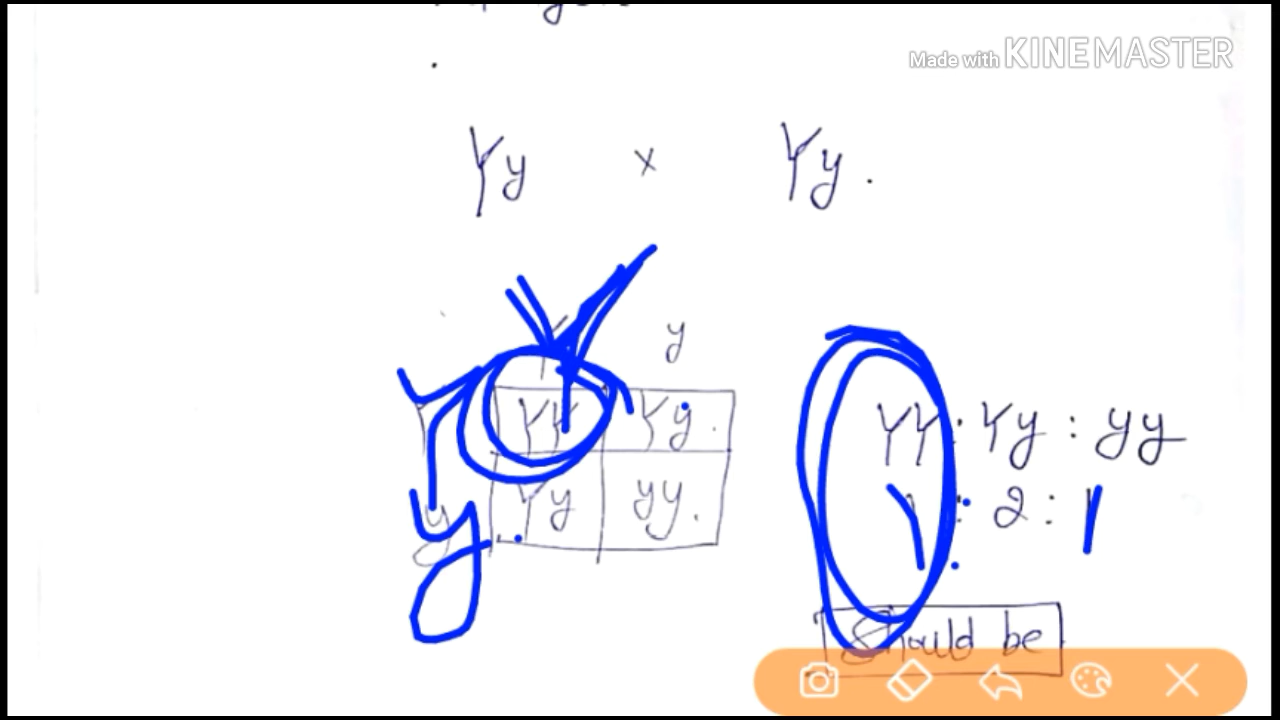 Made with KINEMASTER
Yy x Yy .
Y y
Y YY Yy .
y Yy yy .
YY : Yy : yy
1 : 2 : 1
Should be